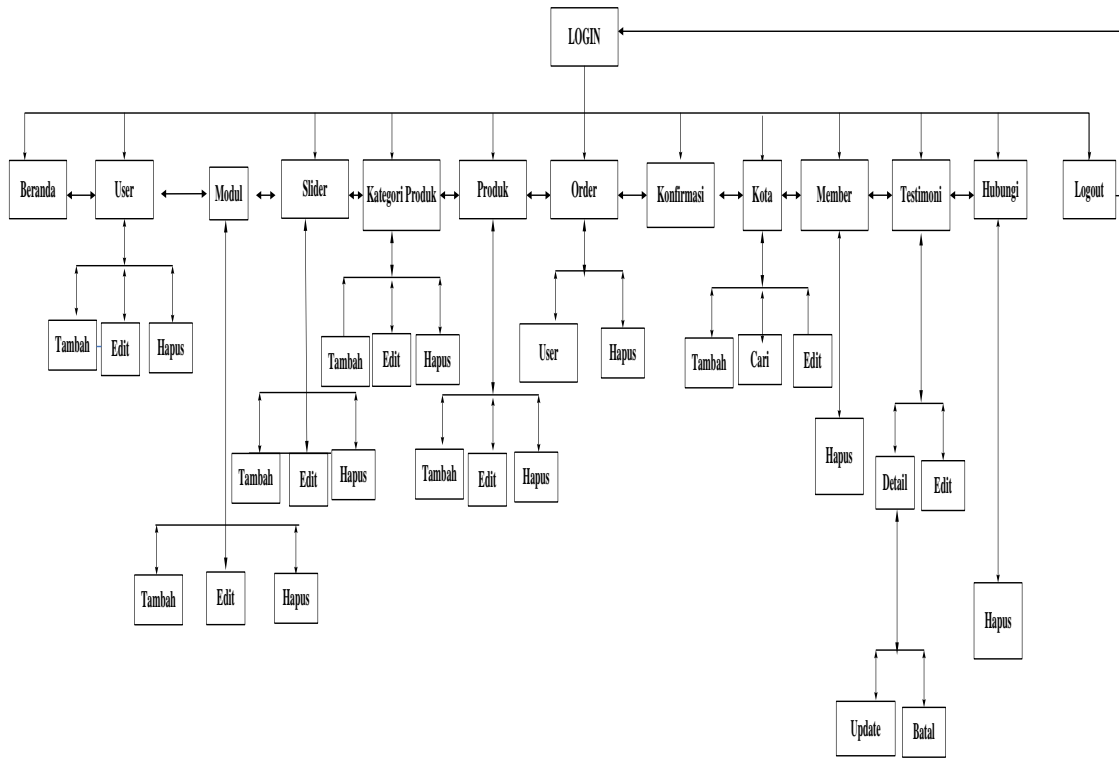 LOGIN
Beranda
User
Modul
Slider
Kategori Produk
Produk
Order
Konfirmasi
Kota
Member
Testimoni
Hubungi
Logout
Tambah
Edit
Hapus
Tambah
Edit
Hapus
User
Hapus
Tambah
Cari
Edit
Tambah
Edit
Hapus
Tambah
Edit
Hapus
Hapus
Detail
Edit
Tambah
Edit
Hapus
Hapus
Update
Batal